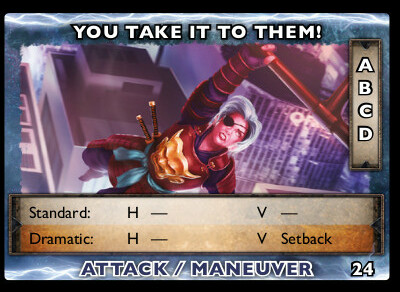 YOU TAKE IT TO THEM!
A
B
C
D
Standard: H — V —
Dramatic: H — V Setback
ATTACK / MANEUVER 24